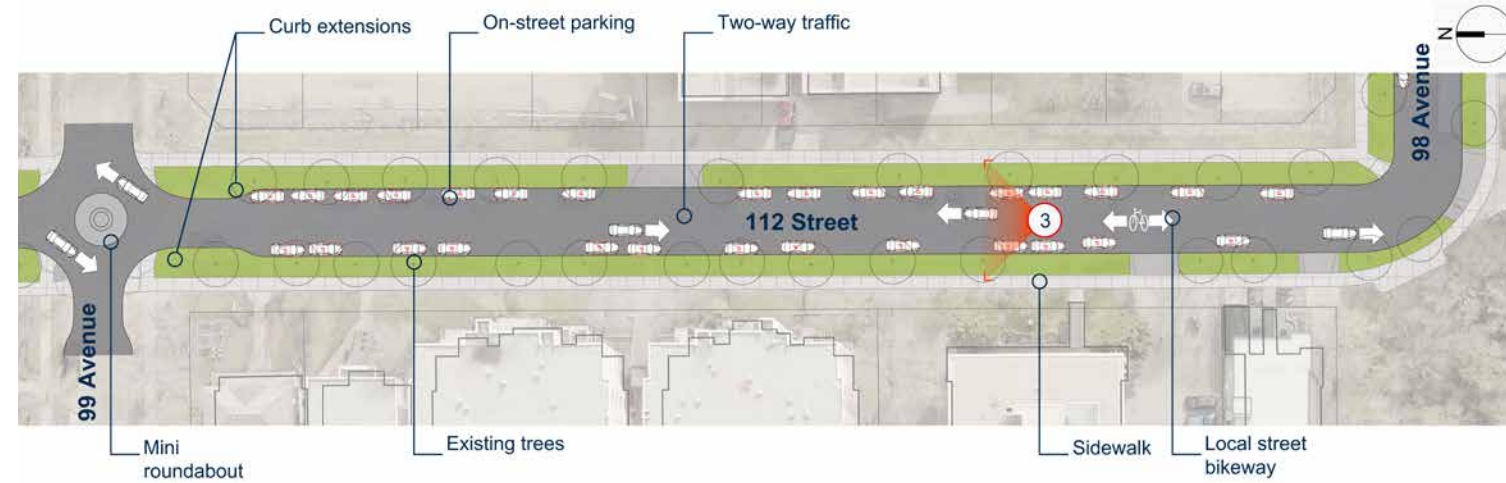 Curb extensions
On-street parking
Two-way traffic
N
98 Avenue
112 Street
3
99 Avenue
Mini
roundabout
Existing trees
Sidewalk
Local street
bikeway